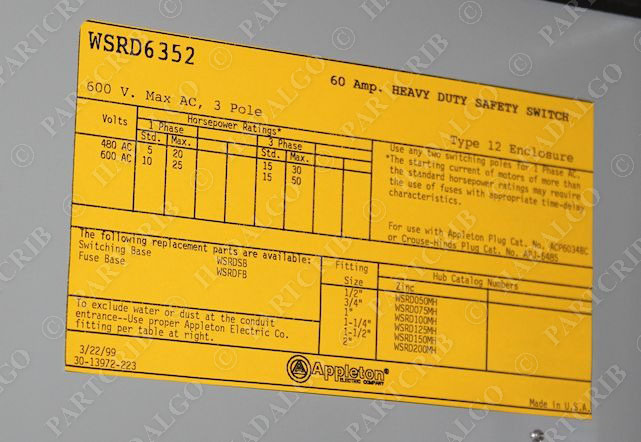 WSRD6352
60 Amp. HEAVY DUTY SAFETY SWITCH
600 V. Max AC, 3 Pole
Type 12 Enclosure
Horsepower Ratings*
Volts 1 Phase 3 Phase
Std. Max. Std. Max.
480 AC 5 20 15 30
600 AC 10 25 15 50
Use any two switching poles for 1 Phase AC.
*The starting current of motors of more than
the standard horsepower ratings may require
the use of fuses with appropriate time-delay
characteristics.
For use with Appleton Plug Cat. No. ACP6034BC
or Crouse-Hinds Plug Cat. No. APJ-6485
The following replacement parts are available:
Switching Base WSRDSB
Fuse Base WSRDFB
To exclude water or dust at the conduit
entrance--Use proper Appleton Electric Co.
fitting per table at right.
Fitting Hub Catalog Numbers
Size Zinc
1/2" WSRD050MH
3/4" WSRD075MH
1" WSRD100MH
1-1/4" WSRD125MH
1-1/2" WSRD150MH
2" WSRD200MH
3/22/99
30-13972-223
Appleton
ELECTRIC COMPANY
Made in U.S.A.
PARTCRIB
HIDALGO